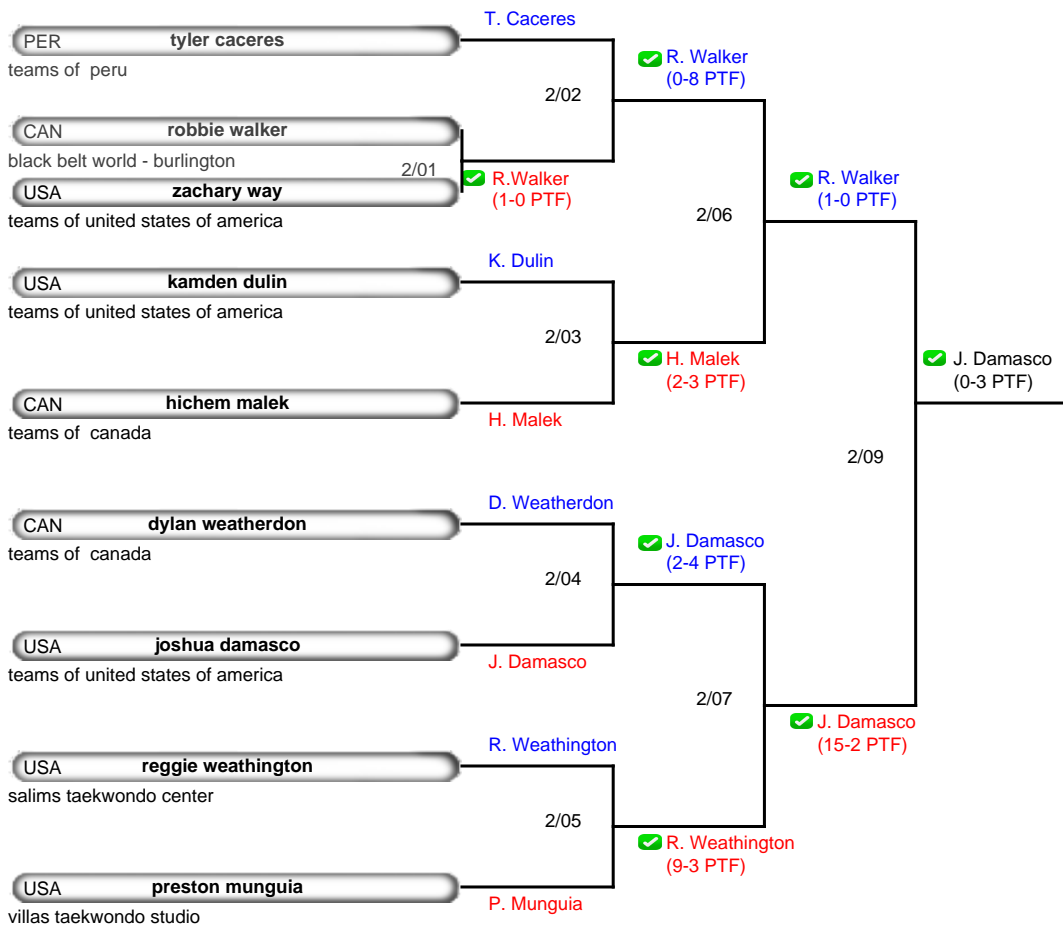 T. Caceres
PER tyler caceres
teams of  peru
R. Walker
(0-8 PTF)
2/02
CAN robbie walker
black belt world - burlington
2/01
R.Walker
(1-0 PTF)
USA zachary way
teams of united states of america
R. Walker
(1-0 PTF)
2/06
K. Dulin
USA kamden dulin
teams of united states of america
2/03
H. Malek
(2-3 PTF)
J. Damasco
(0-3 PTF)
CAN hichem malek
H. Malek
teams of  canada
2/09
D. Weatherdon
CAN dylan weatherdon
teams of  canada
J. Damasco
(2-4 PTF)
2/04
USA joshua damasco
J. Damasco
teams of united states of america
2/07
J. Damasco
(15-2 PTF)
R. Weathington
USA reggie weathington
salims taekwondo center
2/05
R. Weathington
(9-3 PTF)
USA preston munguia
P. Munguia
villas taekwondo studio